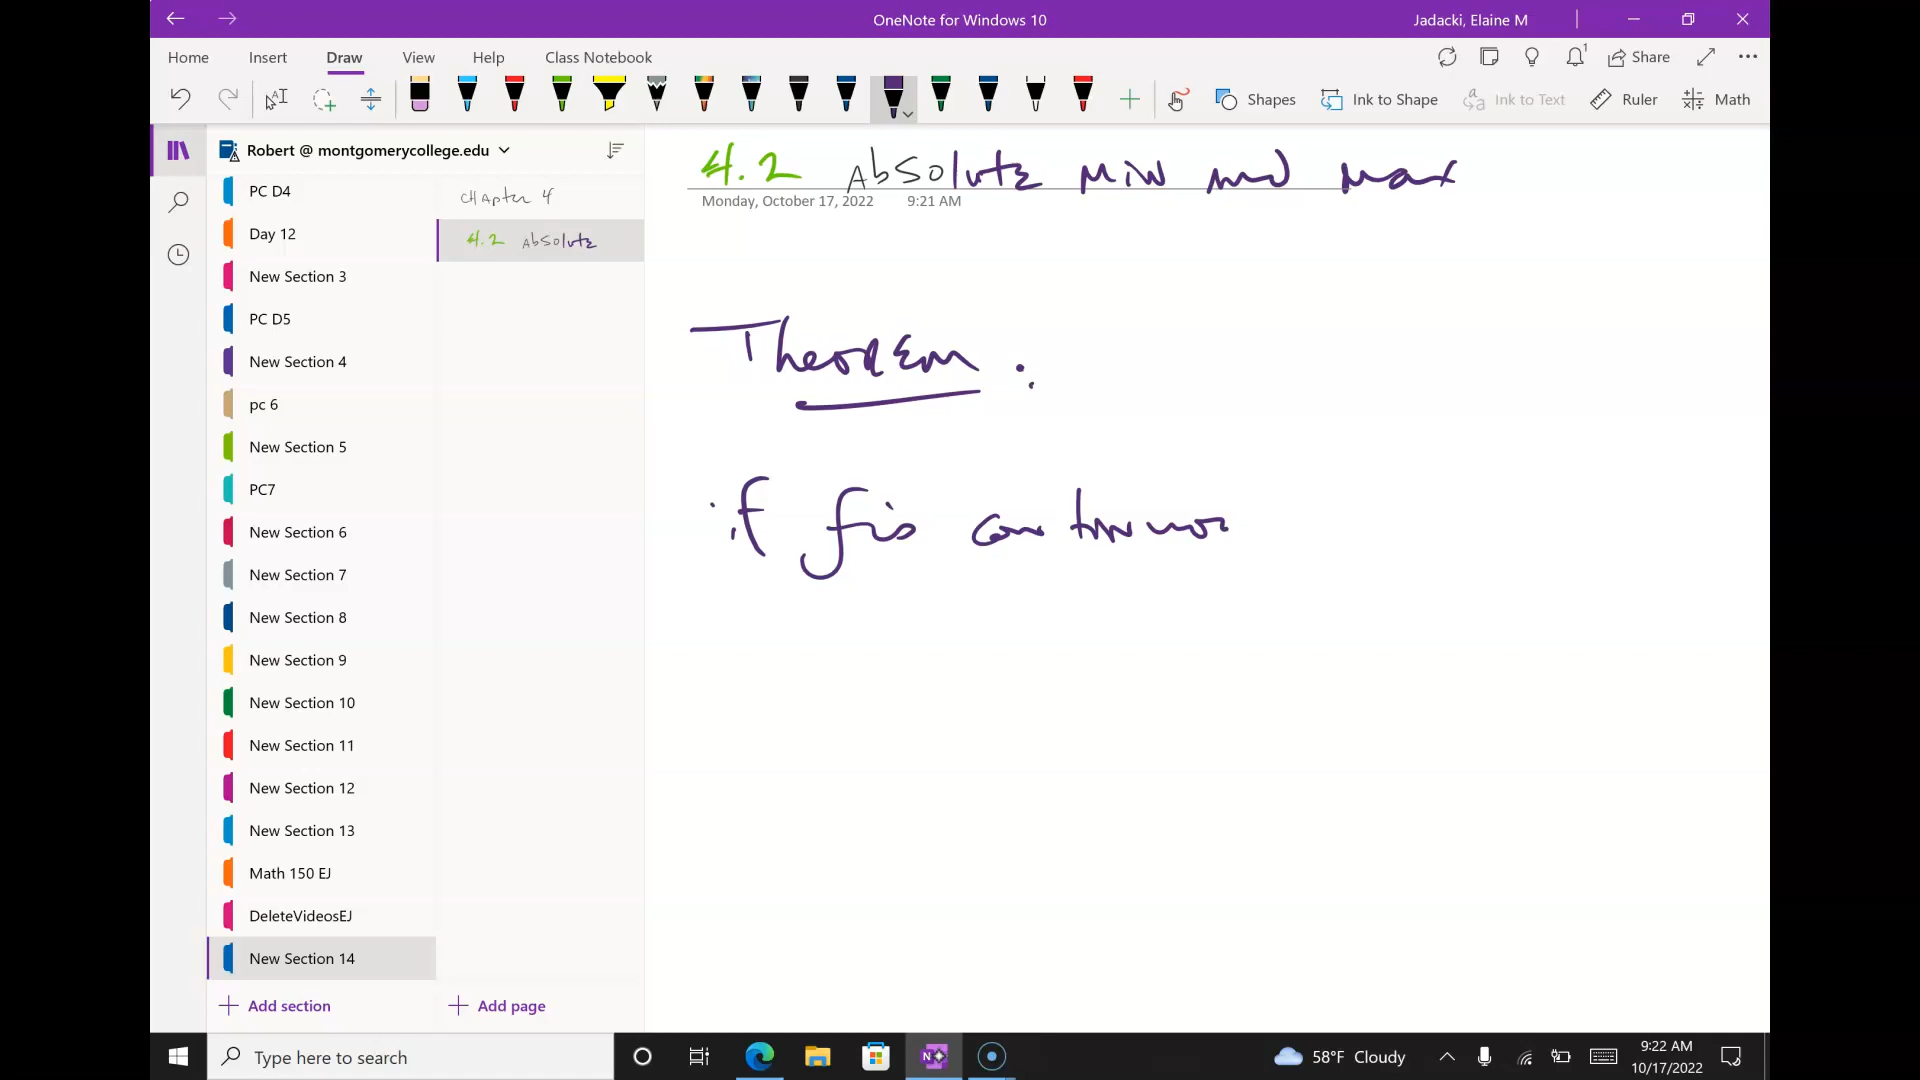 OneNote for Windows 10
Jadacki, Elaine M
Home Insert Draw View Help Class Notebook
1
Share
Shapes Ink to Shape Ink to Text Ruler Math
Robert @ montgomerycollege.edu
PC D4
Day 12
New Section 3
PC D5
New Section 4
pc 6
New Section 5
PC7
New Section 6
New Section 7
New Section 8
New Section 9
New Section 10
New Section 11
New Section 12
New Section 13
Math 150 EJ
DeleteVideosEJ
New Section 14
Add section
CHApter 4
4.2 Absolute
Add page
4.2 Absolute Min and Max
Monday, October 17, 2022 9:21 AM
Theorem :
if f is continuo
Type here to search
58°F Cloudy
9:22 AM
10/17/2022